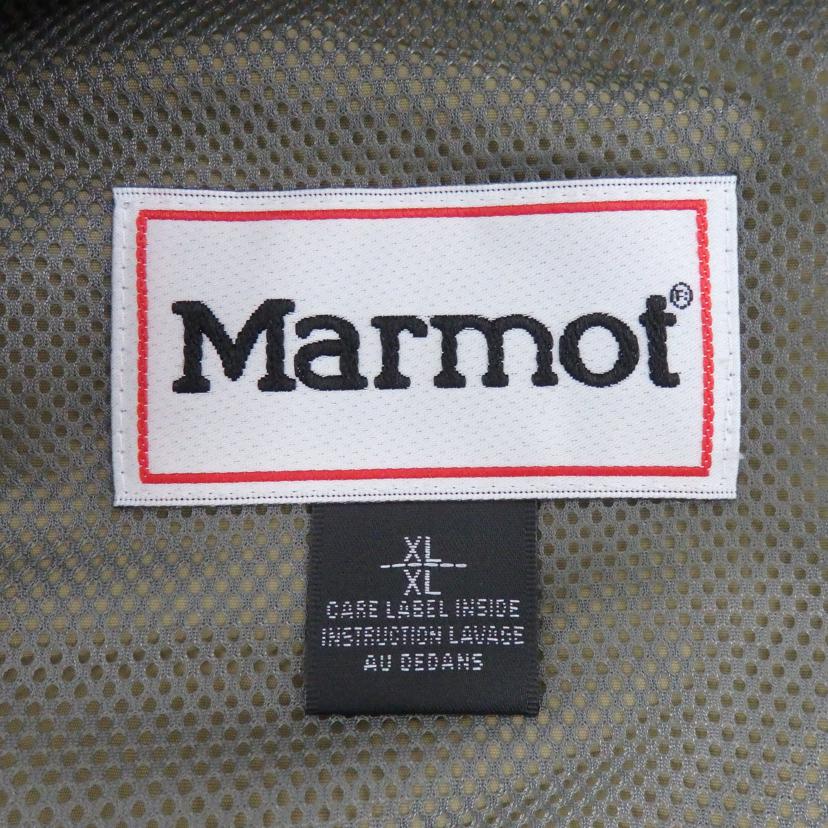 Marmot®
XL
XL
CARE LABEL INSIDE
INSTRUCTION LAVAGE
AU DEDANS